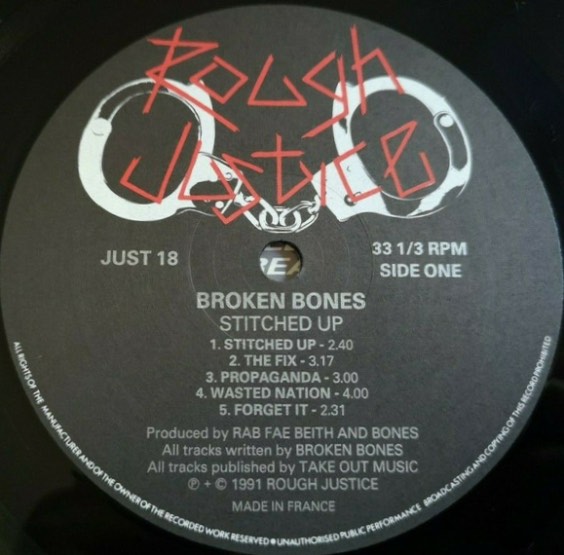 Rough
Justice
JUST 18
33 1/3 RPM
SIDE ONE
BROKEN BONES
STITCHED UP
1. STITCHED UP - 2.40
2. THE FIX - 3.17
3. PROPAGANDA - 3.00
4. WASTED NATION - 4.00
5. FORGET IT - 2.31
Produced by RAB FAE BEITH AND BONES
All tracks written by BROKEN BONES
All tracks published by TAKE OUT MUSIC
℗ + © 1991 ROUGH JUSTICE
MADE IN FRANCE
ALL RIGHTS OF THE MANUFACTURER AND OF THE OWNER OF THE RECORDED WORK RESERVED • UNAUTHORISED PUBLIC PERFORMANCE BROADCASTING AND COPYING OF THIS RECORD PROHIBITED